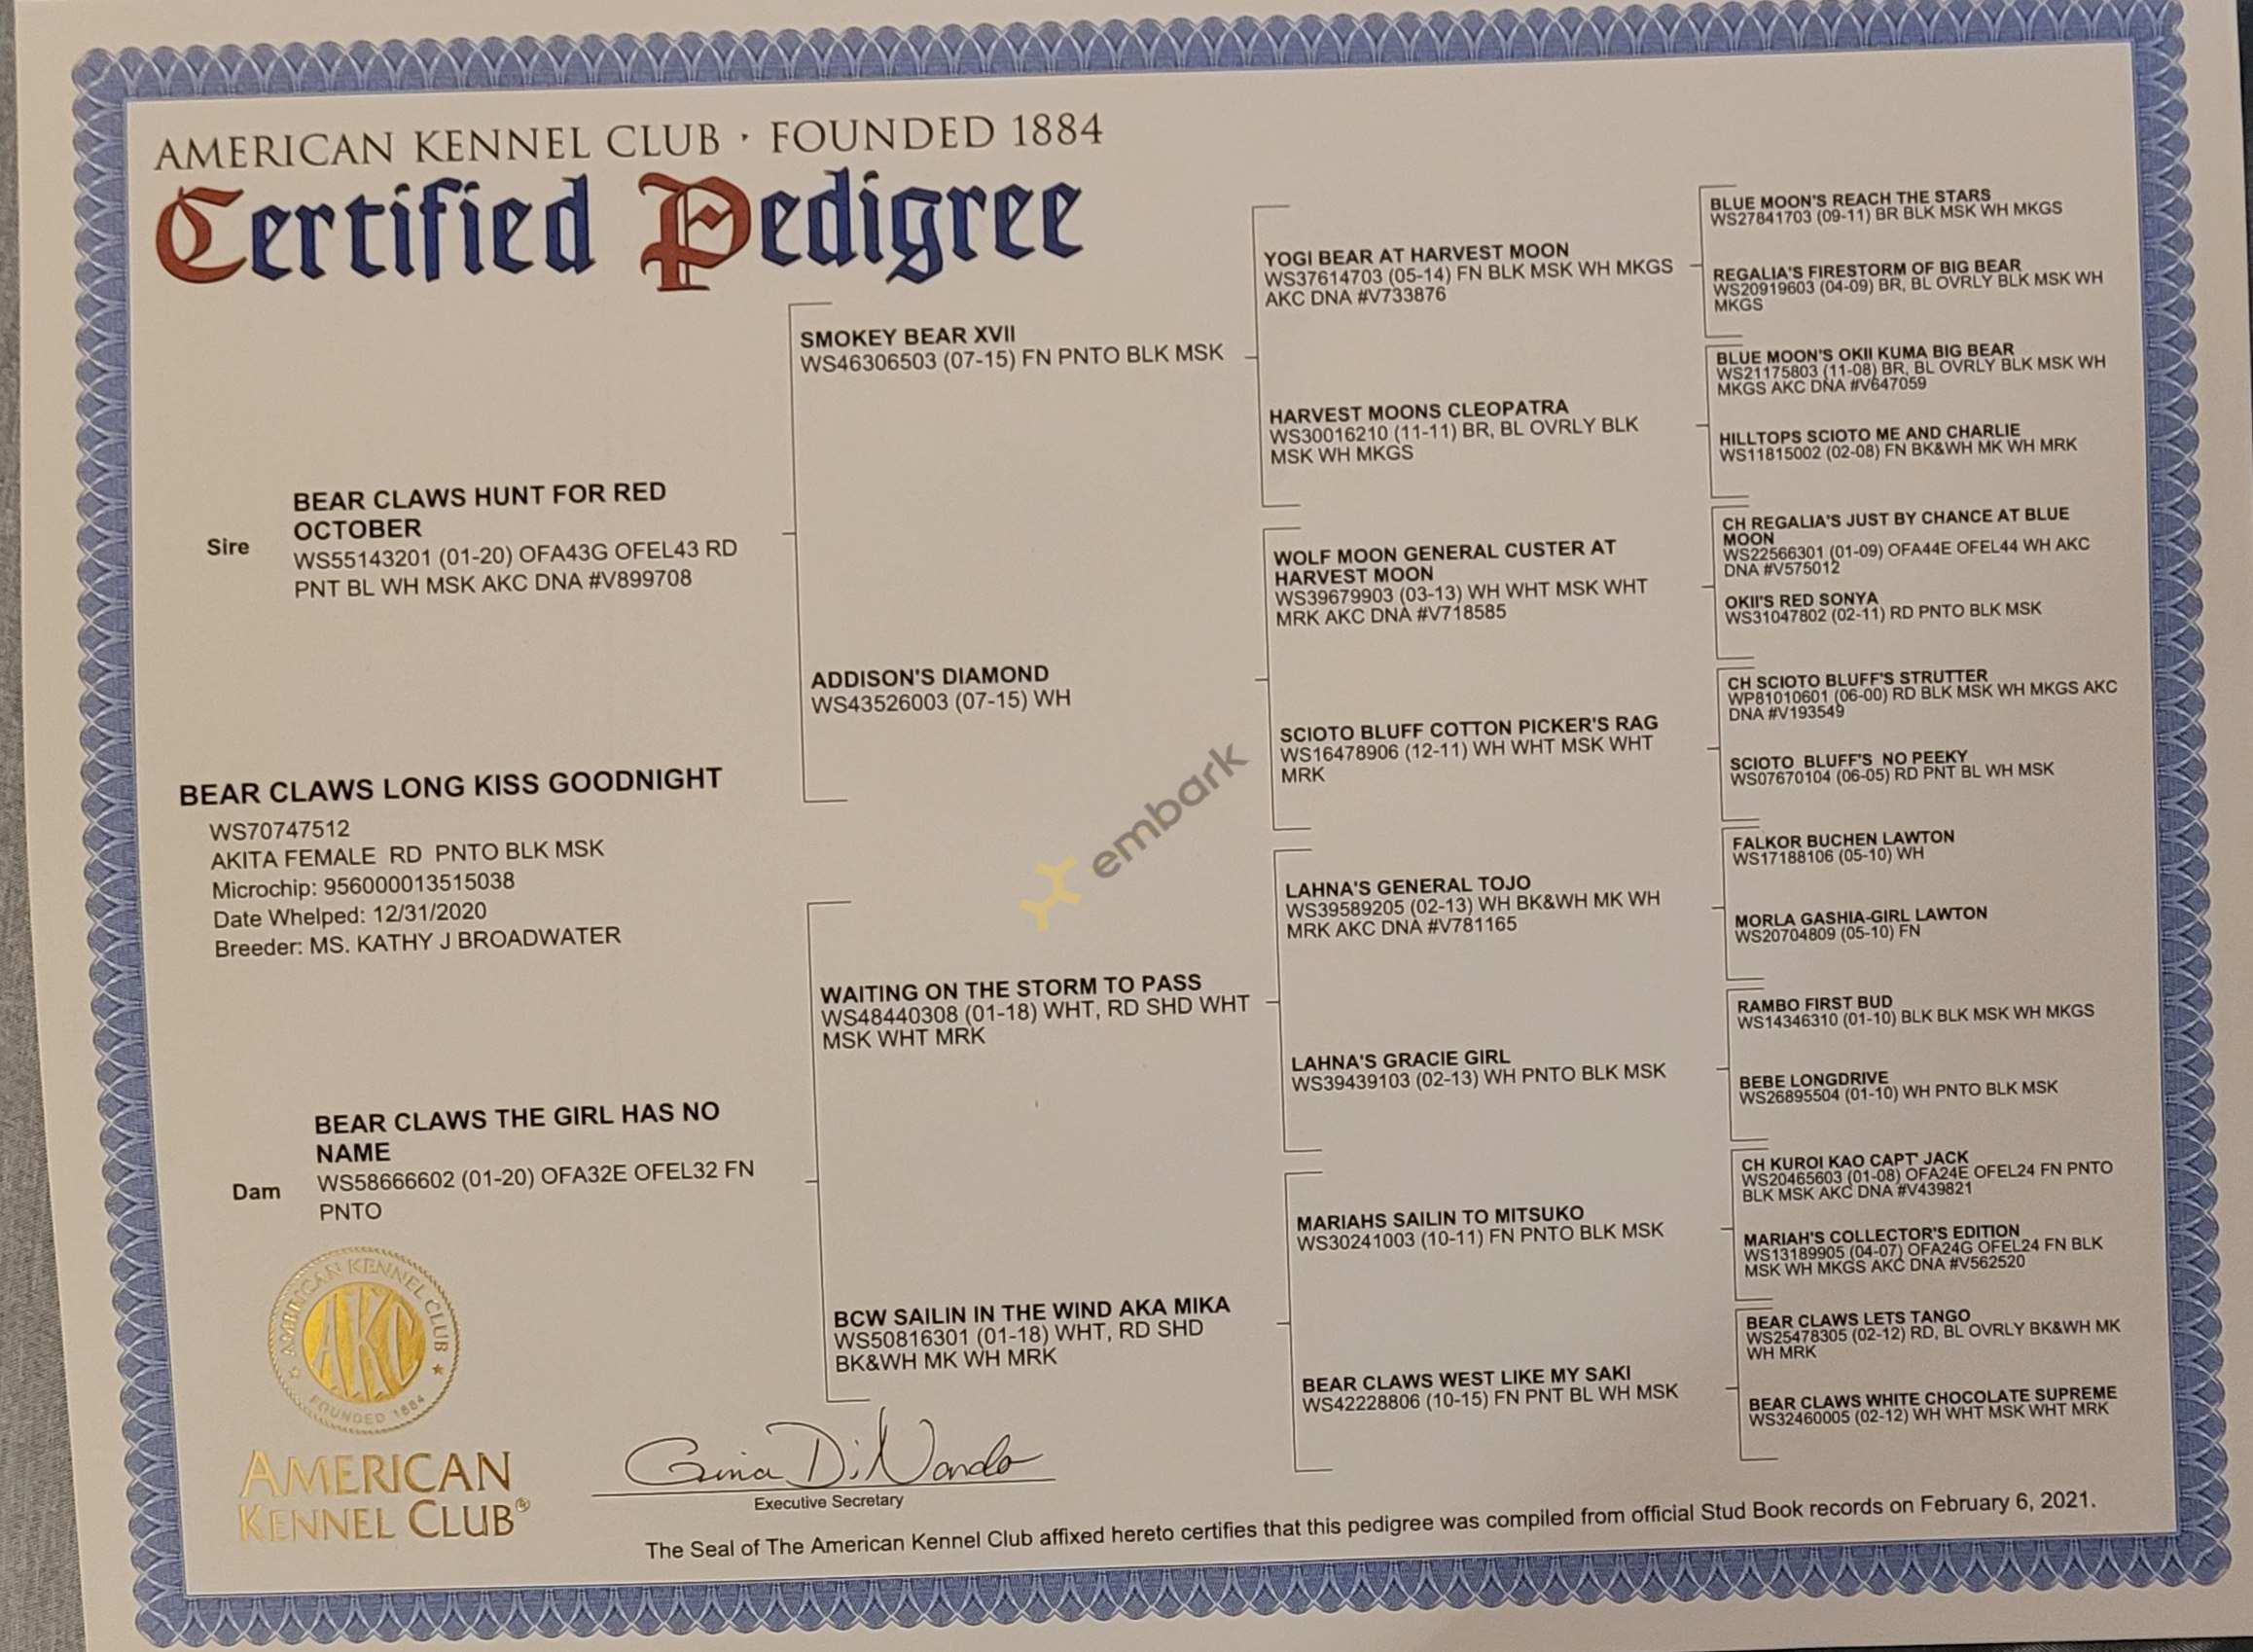 AMERICAN KENNEL CLUB · FOUNDED 1884
Certified Pedigree
Sire
BEAR CLAWS HUNT FOR RED
OCTOBER
WS55143201 (01-20) OFA43G OFEL43 RD
PNT BL WH MSK AKC DNA #V899708
BEAR CLAWS LONG KISS GOODNIGHT
WS70747512
AKITA FEMALE RD PNTO BLK MSK
Microchip: 956000013515038
Date Whelped: 12/31/2020
Breeder: MS. KATHY J BROADWATER
Dam
BEAR CLAWS THE GIRL HAS NO
NAME
WS58666602 (01-20) OFA32E OFEL32 FN
PNTO
SMOKEY BEAR XVII
WS46306503 (07-15) FN PNTO BLK MSK
ADDISON'S DIAMOND
WS43526003 (07-15) WH
WAITING ON THE STORM TO PASS
WS48440308 (01-18) WHT, RD SHD WHT
MSK WHT MRK
BCW SAILIN IN THE WIND AKA MIKA
WS50816301 (01-18) WHT, RD SHD
BK&WH MK WH MRK
YOGI BEAR AT HARVEST MOON
WS37614703 (05-14) FN BLK MSK WH MKGS
AKC DNA #V733876
HARVEST MOONS CLEOPATRA
WS30016210 (11-11) BR, BL OVRLY BLK
MSK WH MKGS
WOLF MOON GENERAL CUSTER AT
HARVEST MOON
WS39679903 (03-13) WH WHT MSK WHT
MRK AKC DNA #V718585
SCIOTO BLUFF COTTON PICKER'S RAG
WS16478906 (12-11) WH WHT MSK WHT
MRK
LAHNA'S GENERAL TOJO
WS39589205 (02-13) WH BK&WH MK WH
MRK AKC DNA #V781165
LAHNA'S GRACIE GIRL
WS39439103 (02-13) WH PNTO BLK MSK
MARIAHS SAILIN TO MITSUKO
WS30241003 (10-11) FN PNTO BLK MSK
BEAR CLAWS WEST LIKE MY SAKI
WS42228806 (10-15) FN PNT BL WH MSK
BLUE MOON'S REACH THE STARS
WS27841703 (09-11) BR BLK MSK WH MKGS
REGALIA'S FIRESTORM OF BIG BEAR
WS20919603 (04-09) BR, BL OVRLY BLK MSK WH
MKGS
BLUE MOON'S OKII KUMA BIG BEAR
WS21175803 (11-08) BR, BL OVRLY BLK MSK WH
MKGS AKC DNA #V647059
HILLTOPS SCIOTO ME AND CHARLIE
WS11815002 (02-08) FN BK&WH MK WH MRK
CH REGALIA'S JUST BY CHANCE AT BLUE
MOON
WS22566301 (01-09) OFA44E OFEL44 WH AKC
DNA #V575012
OKII'S RED SONYA
WS31047802 (02-11) RD PNTO BLK MSK
CH SCIOTO BLUFF'S STRUTTER
WP81010601 (06-00) RD BLK MSK WH MKGS AKC
DNA #V193549
SCIOTO BLUFF'S NO PEEKY
WS07670104 (06-05) RD PNT BL WH MSK
FALKOR BUCHEN LAWTON
WS17188106 (05-10) WH
MORLA GASHIA-GIRL LAWTON
WS20704809 (05-10) FN
RAMBO FIRST BUD
WS14346310 (01-10) BLK BLK MSK WH MKGS
BEBE LONGDRIVE
WS26895504 (01-10) WH PNTO BLK MSK
CH KUROI KAO CAPT' JACK
WS20465603 (01-08) OFA24E OFEL24 FN PNTO
BLK MSK AKC DNA #V439821
MARIAH'S COLLECTOR'S EDITION
WS13189905 (04-07) OFA24G OFEL24 FN BLK
MSK WH MKGS AKC DNA #V562520
BEAR CLAWS LETS TANGO
WS25478305 (02-12) RD, BL OVRLY BK&WH MK
WH MRK
BEAR CLAWS WHITE CHOCOLATE SUPREME
WS32460005 (02-12) WH WHT MSK WHT MRK
embark
AMERICAN KENNEL CLUB
AKC
FOUNDED 1884
AMERICAN
KENNEL CLUB®
Gina DiNardo
Executive Secretary
The Seal of The American Kennel Club affixed hereto certifies that this pedigree was compiled from official Stud Book records on February 6, 2021.